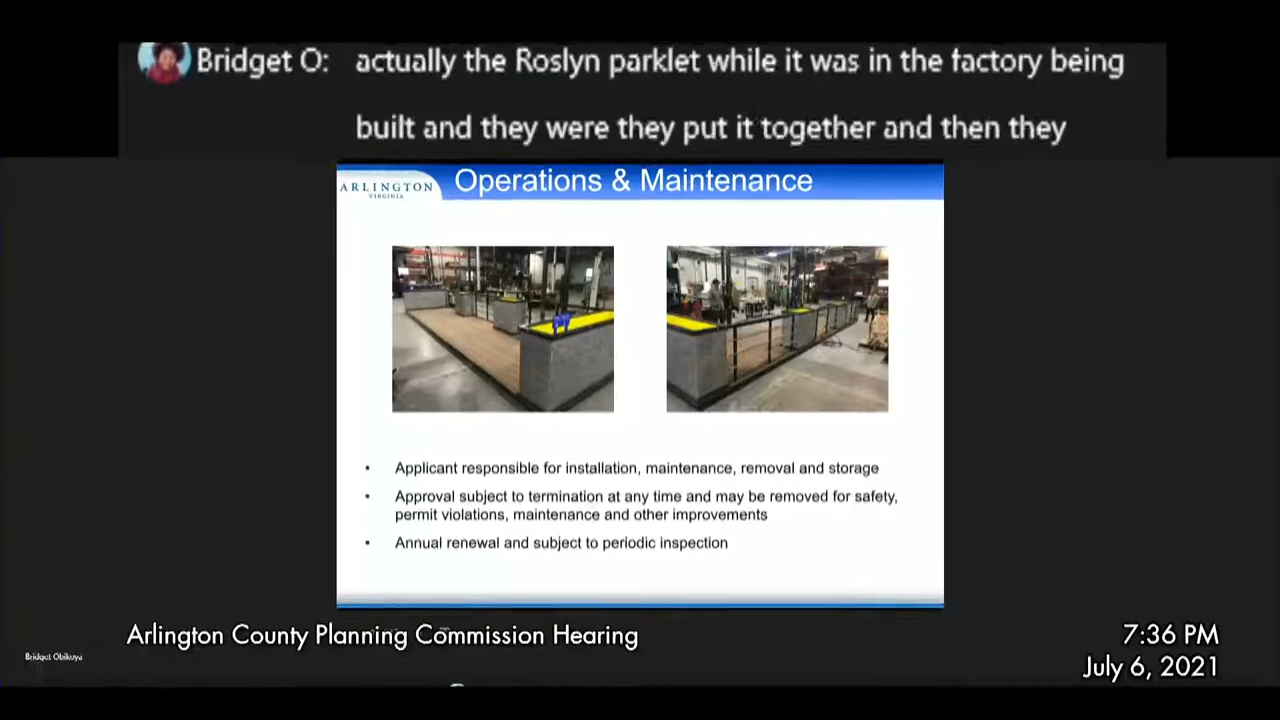 Bridget O: actually the Roslyn parklet while it was in the factory being
built and they were they put it together and then they
ARLINGTON
VIRGINIA
Operations & Maintenance
• Applicant responsible for installation, maintenance, removal and storage
• Approval subject to termination at any time and may be removed for safety,
permit violations, maintenance and other improvements
• Annual renewal and subject to periodic inspection
Arlington County Planning Commission Hearing
7:36 PM
Bridget Obikoya
July 6, 2021